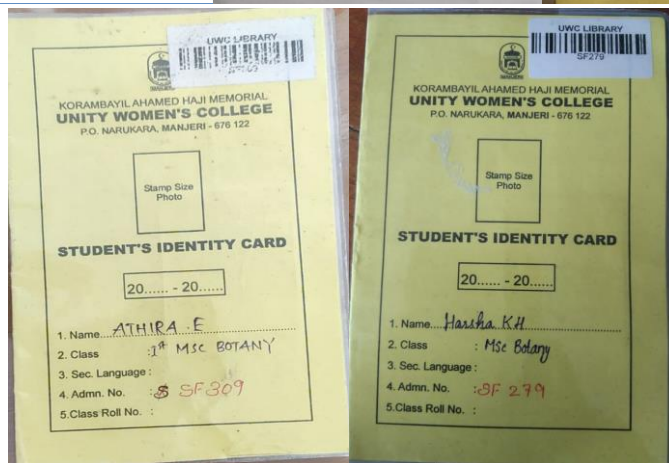 UWC LIBRARY
KORAMBAYIL AHAMED HAJI MEMORIAL
UNITY WOMEN'S COLLEGE
P.O. NARUKARA, MANJERI - 676 122
Stamp Size
Photo
STUDENT'S IDENTITY CARD
20...... - 20......
1. Name ATHIRA E
2. Class : 1st MSC BOTANY
3. Sec. Language :
4. Admn. No. : SF 309
5.Class Roll No. :
UWC LIBRARY
SF279
KORAMBAYIL AHAMED HAJI MEMORIAL
UNITY WOMEN'S COLLEGE
P.O. NARUKARA, MANJERI - 676 122
Stamp Size
Photo
STUDENT'S IDENTITY CARD
20...... - 20......
1. Name Harsha KH
2. Class : Msc Botany
3. Sec. Language :
4. Admn. No. : SF 279
5.Class Roll No. :